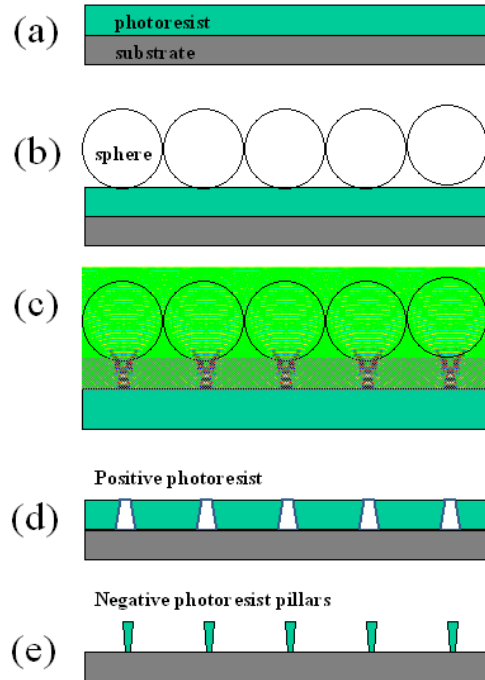 (a)
photoresist
substrate
(b)
sphere
(c)
Positive photoresist
(d)
Negative photoresist pillars
(e)